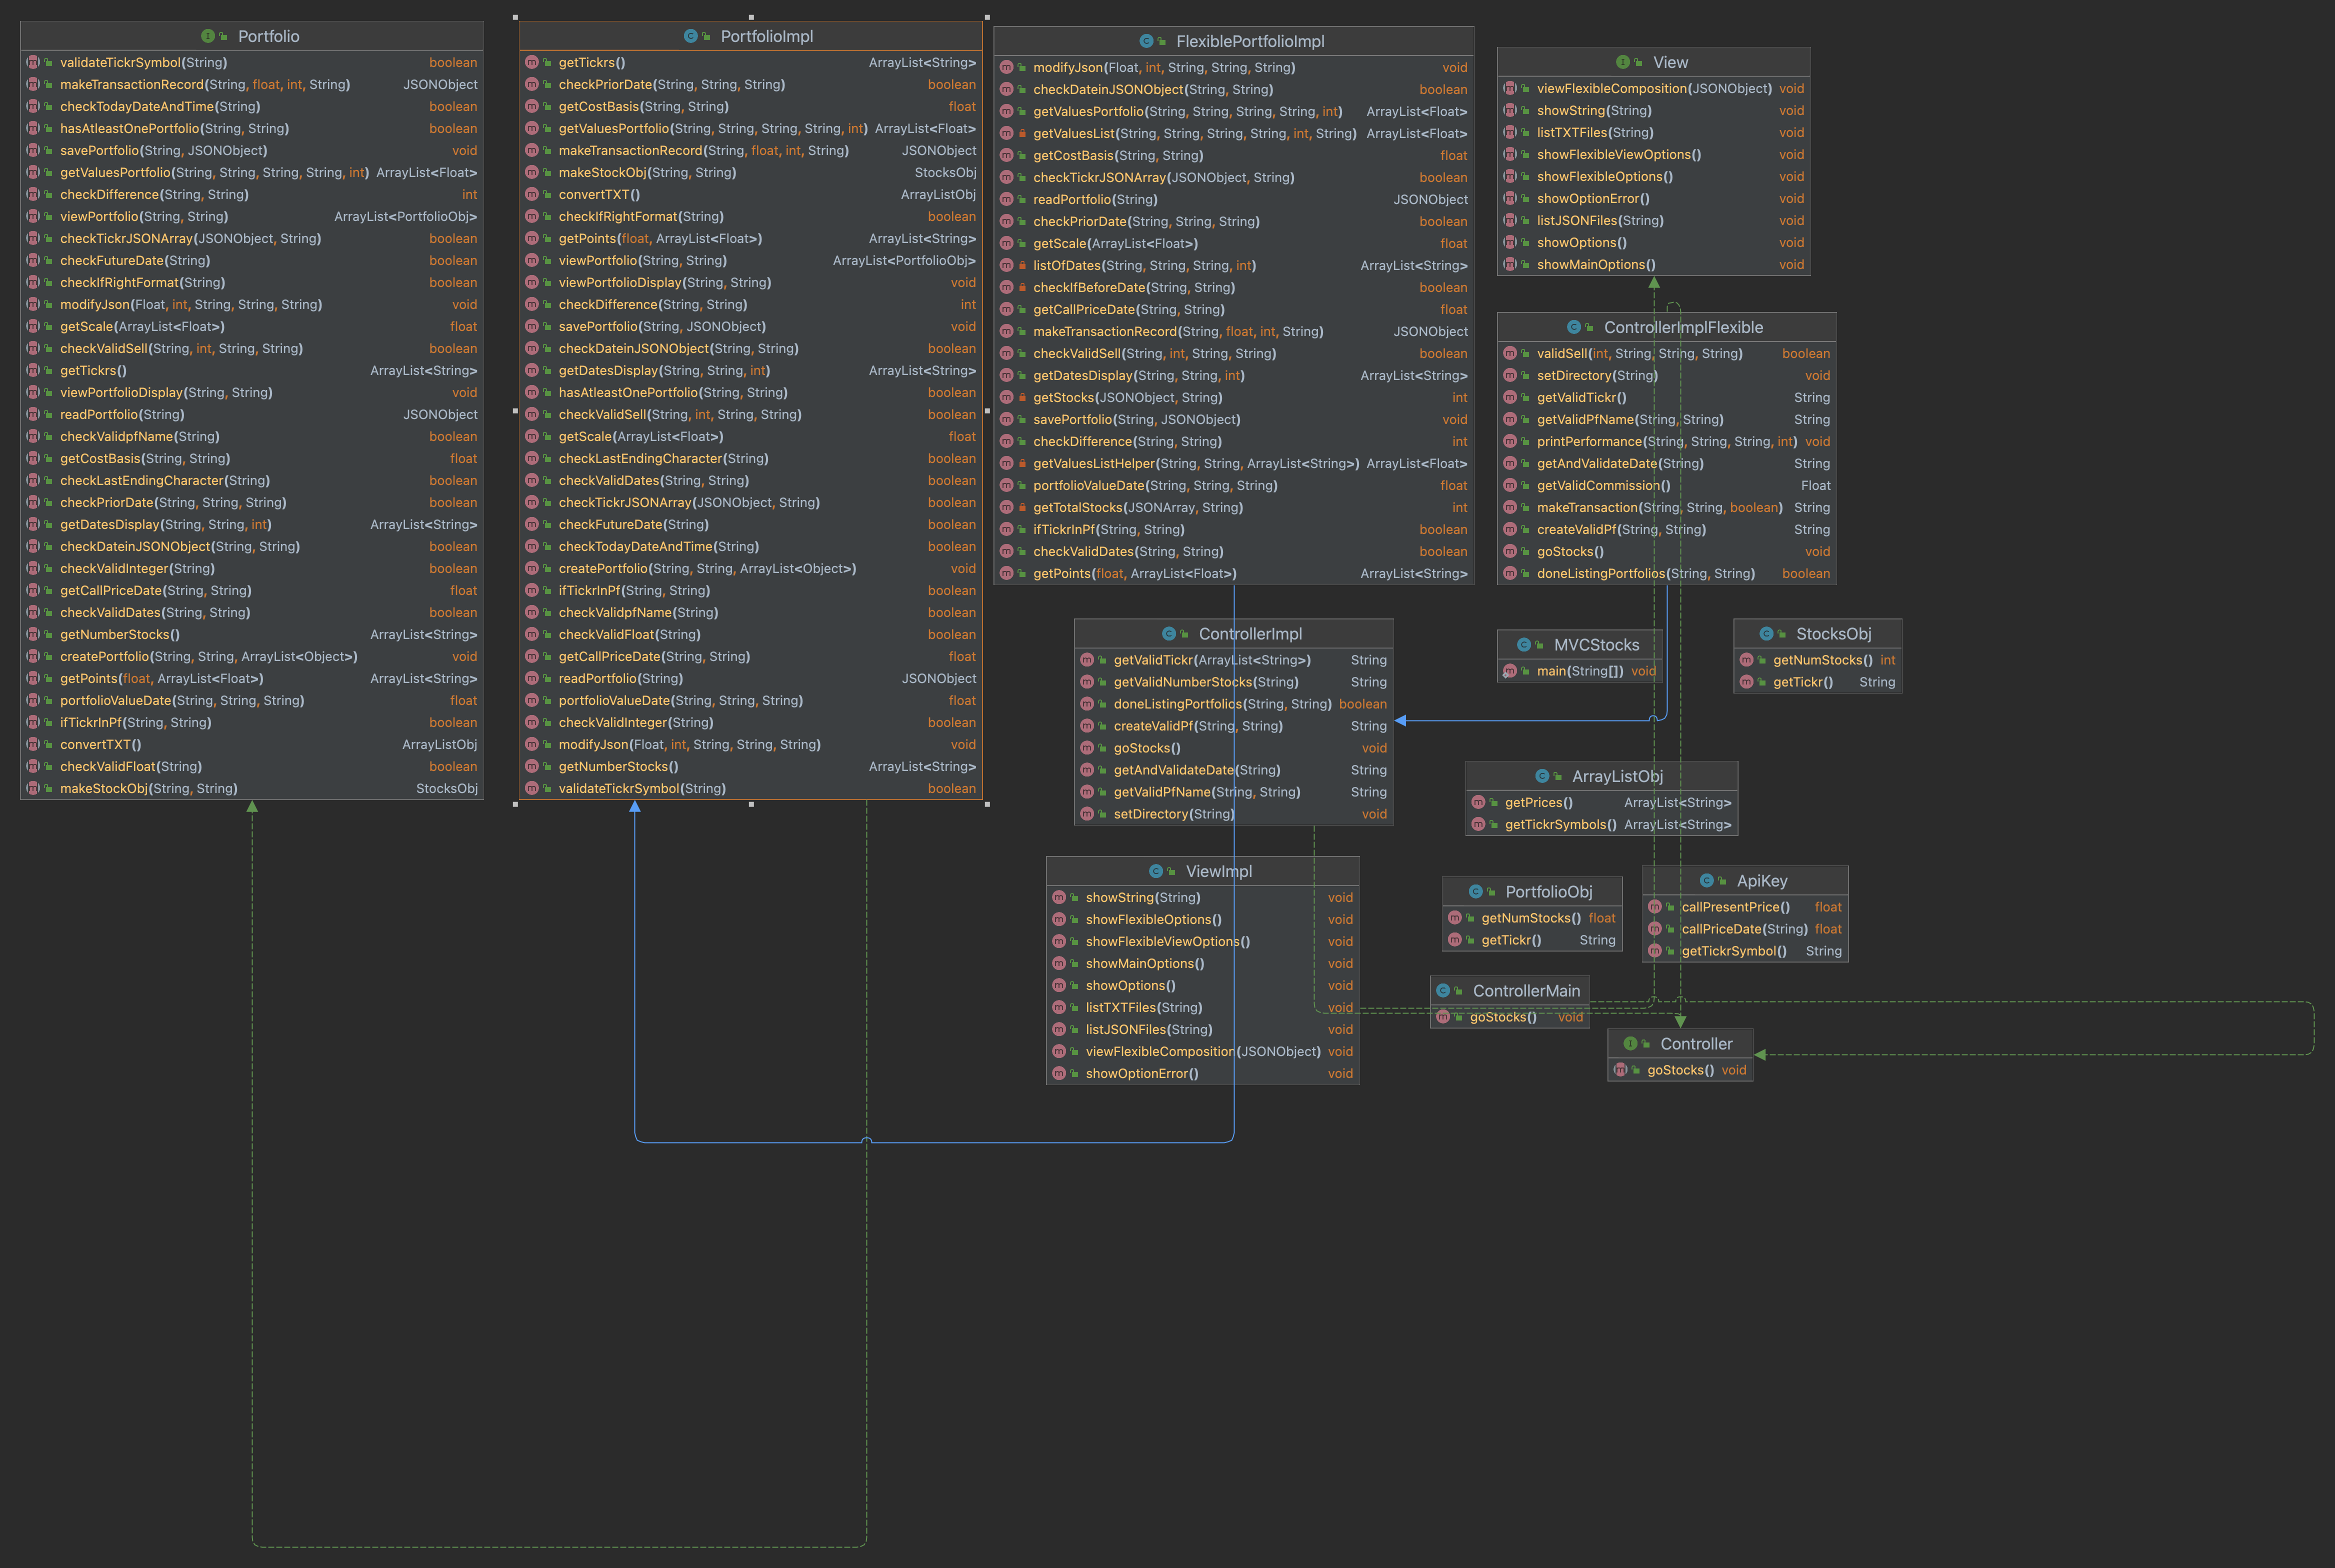 Portfolio
validateTickrSymbol(String) boolean
makeTransactionRecord(String, float, int, String) JSONObject
checkTodayDateAndTime(String) boolean
hasAtleastOnePortfolio(String, String) boolean
savePortfolio(String, JSONObject) void
getValuesPortfolio(String, String, String, String, int) ArrayList<Float>
checkDifference(String, String) int
viewPortfolio(String, String) ArrayList<PortfolioObj>
checkTickrJSONArray(JSONObject, String) boolean
checkFutureDate(String) boolean
checkIfRightFormat(String) boolean
modifyJson(Float, int, String, String, String) void
getScale(ArrayList<Float>) float
checkValidSell(String, int, String, String) boolean
getTickrs() ArrayList<String>
viewPortfolioDisplay(String, String) void
readPortfolio(String) JSONObject
checkValidpfName(String) boolean
getCostBasis(String, String) float
checkLastEndingCharacter(String) boolean
checkPriorDate(String, String, String) boolean
getDatesDisplay(String, String, int) ArrayList<String>
checkDateinJSONObject(String, String) boolean
checkValidInteger(String) boolean
getCallPriceDate(String, String) float
checkValidDates(String, String) boolean
getNumberStocks() ArrayList<String>
createPortfolio(String, String, ArrayList<Object>) void
getPoints(float, ArrayList<Float>) ArrayList<String>
portfolioValueDate(String, String, String) float
ifTickrInPf(String, String) boolean
convertTXT() ArrayListObj
checkValidFloat(String) boolean
makeStockObj(String, String) StocksObj
PortfolioImpl
getTickrs() ArrayList<String>
checkPriorDate(String, String, String) boolean
getCostBasis(String, String) float
getValuesPortfolio(String, String, String, String, int) ArrayList<Float>
makeTransactionRecord(String, float, int, String) JSONObject
makeStockObj(String, String) StocksObj
convertTXT() ArrayListObj
checkIfRightFormat(String) boolean
getPoints(float, ArrayList<Float>) ArrayList<String>
viewPortfolio(String, String) ArrayList<PortfolioObj>
viewPortfolioDisplay(String, String) void
checkDifference(String, String) int
savePortfolio(String, JSONObject) void
checkDateinJSONObject(String, String) boolean
getDatesDisplay(String, String, int) ArrayList<String>
hasAtleastOnePortfolio(String, String) boolean
checkValidSell(String, int, String, String) boolean
getScale(ArrayList<Float>) float
checkLastEndingCharacter(String) boolean
checkValidDates(String, String) boolean
checkTickrJSONArray(JSONObject, String) boolean
checkFutureDate(String) boolean
checkTodayDateAndTime(String) boolean
createPortfolio(String, String, ArrayList<Object>) void
ifTickrInPf(String, String) boolean
checkValidpfName(String) boolean
checkValidFloat(String) boolean
getCallPriceDate(String, String) float
readPortfolio(String) JSONObject
portfolioValueDate(String, String, String) float
checkValidInteger(String) boolean
modifyJson(Float, int, String, String, String) void
getNumberStocks() ArrayList<String>
validateTickrSymbol(String) boolean
FlexiblePortfolioImpl
modifyJson(Float, int, String, String, String) void
checkDateinJSONObject(String, String) boolean
getValuesPortfolio(String, String, String, String, int) ArrayList<Float>
getValuesList(String, String, String, String, int, String) ArrayList<Float>
getCostBasis(String, String) float
checkTickrJSONArray(JSONObject, String) boolean
readPortfolio(String) JSONObject
checkPriorDate(String, String, String) boolean
getScale(ArrayList<Float>) float
listOfDates(String, String, String, int) ArrayList<String>
checkIfBeforeDate(String, String) boolean
getCallPriceDate(String, String) float
makeTransactionRecord(String, float, int, String) JSONObject
checkValidSell(String, int, String, String) boolean
getDatesDisplay(String, String, int) ArrayList<String>
getStocks(JSONObject, String) int
savePortfolio(String, JSONObject) void
checkDifference(String, String) int
getValuesListHelper(String, String, ArrayList<String>) ArrayList<Float>
portfolioValueDate(String, String, String) float
getTotalStocks(JSONArray, String) int
ifTickrInPf(String, String) boolean
checkValidDates(String, String) boolean
getPoints(float, ArrayList<Float>) ArrayList<String>
View
viewFlexibleComposition(JSONObject) void
showString(String) void
listTXTFiles(String) void
showFlexibleViewOptions() void
showFlexibleOptions() void
showOptionError() void
listJSONFiles(String) void
showOptions() void
showMainOptions() void
ControllerImplFlexible
validSell(int, String, String, String) boolean
setDirectory(String) void
getValidTickr() String
getValidPfName(String, String) String
printPerformance(String, String, String, int) void
getAndValidateDate(String) String
getValidCommission() Float
makeTransaction(String, String, boolean) String
createValidPf(String, String) String
goStocks() void
doneListingPortfolios(String, String) boolean
ControllerImpl
getValidTickr(ArrayList<String>) String
getValidNumberStocks(String) String
doneListingPortfolios(String, String) boolean
createValidPf(String, String) String
goStocks() void
getAndValidateDate(String) String
getValidPfName(String, String) String
setDirectory(String) void
MVCStocks
main(String[]) void
StocksObj
getNumStocks() int
getTickr() String
ArrayListObj
getPrices() ArrayList<String>
getTickrSymbols() ArrayList<String>
ViewImpl
showString(String) void
showFlexibleOptions() void
showFlexibleViewOptions() void
showMainOptions() void
showOptions() void
listTXTFiles(String) void
listJSONFiles(String) void
viewFlexibleComposition(JSONObject) void
showOptionError() void
PortfolioObj
getNumStocks() float
getTickr() String
ApiKey
callPresentPrice() float
callPriceDate(String) float
getTickrSymbol() String
ControllerMain
goStocks() void
Controller
goStocks() void